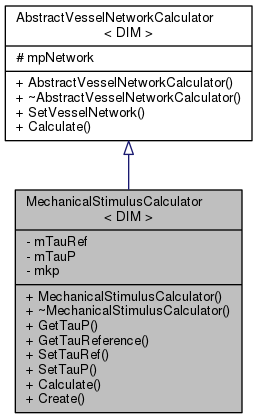 AbstractVesselNetworkCalculator
< DIM >
# mpNetwork
+ AbstractVesselNetworkCalculator()
+ ~AbstractVesselNetworkCalculator()
+ SetVesselNetwork()
+ Calculate()
MechanicalStimulusCalculator
< DIM >
- mTauRef
- mTauP
- mkp
+ MechanicalStimulusCalculator()
+ ~MechanicalStimulusCalculator()
+ GetTauP()
+ GetTauReference()
+ SetTauRef()
+ SetTauP()
+ Calculate()
+ Create()